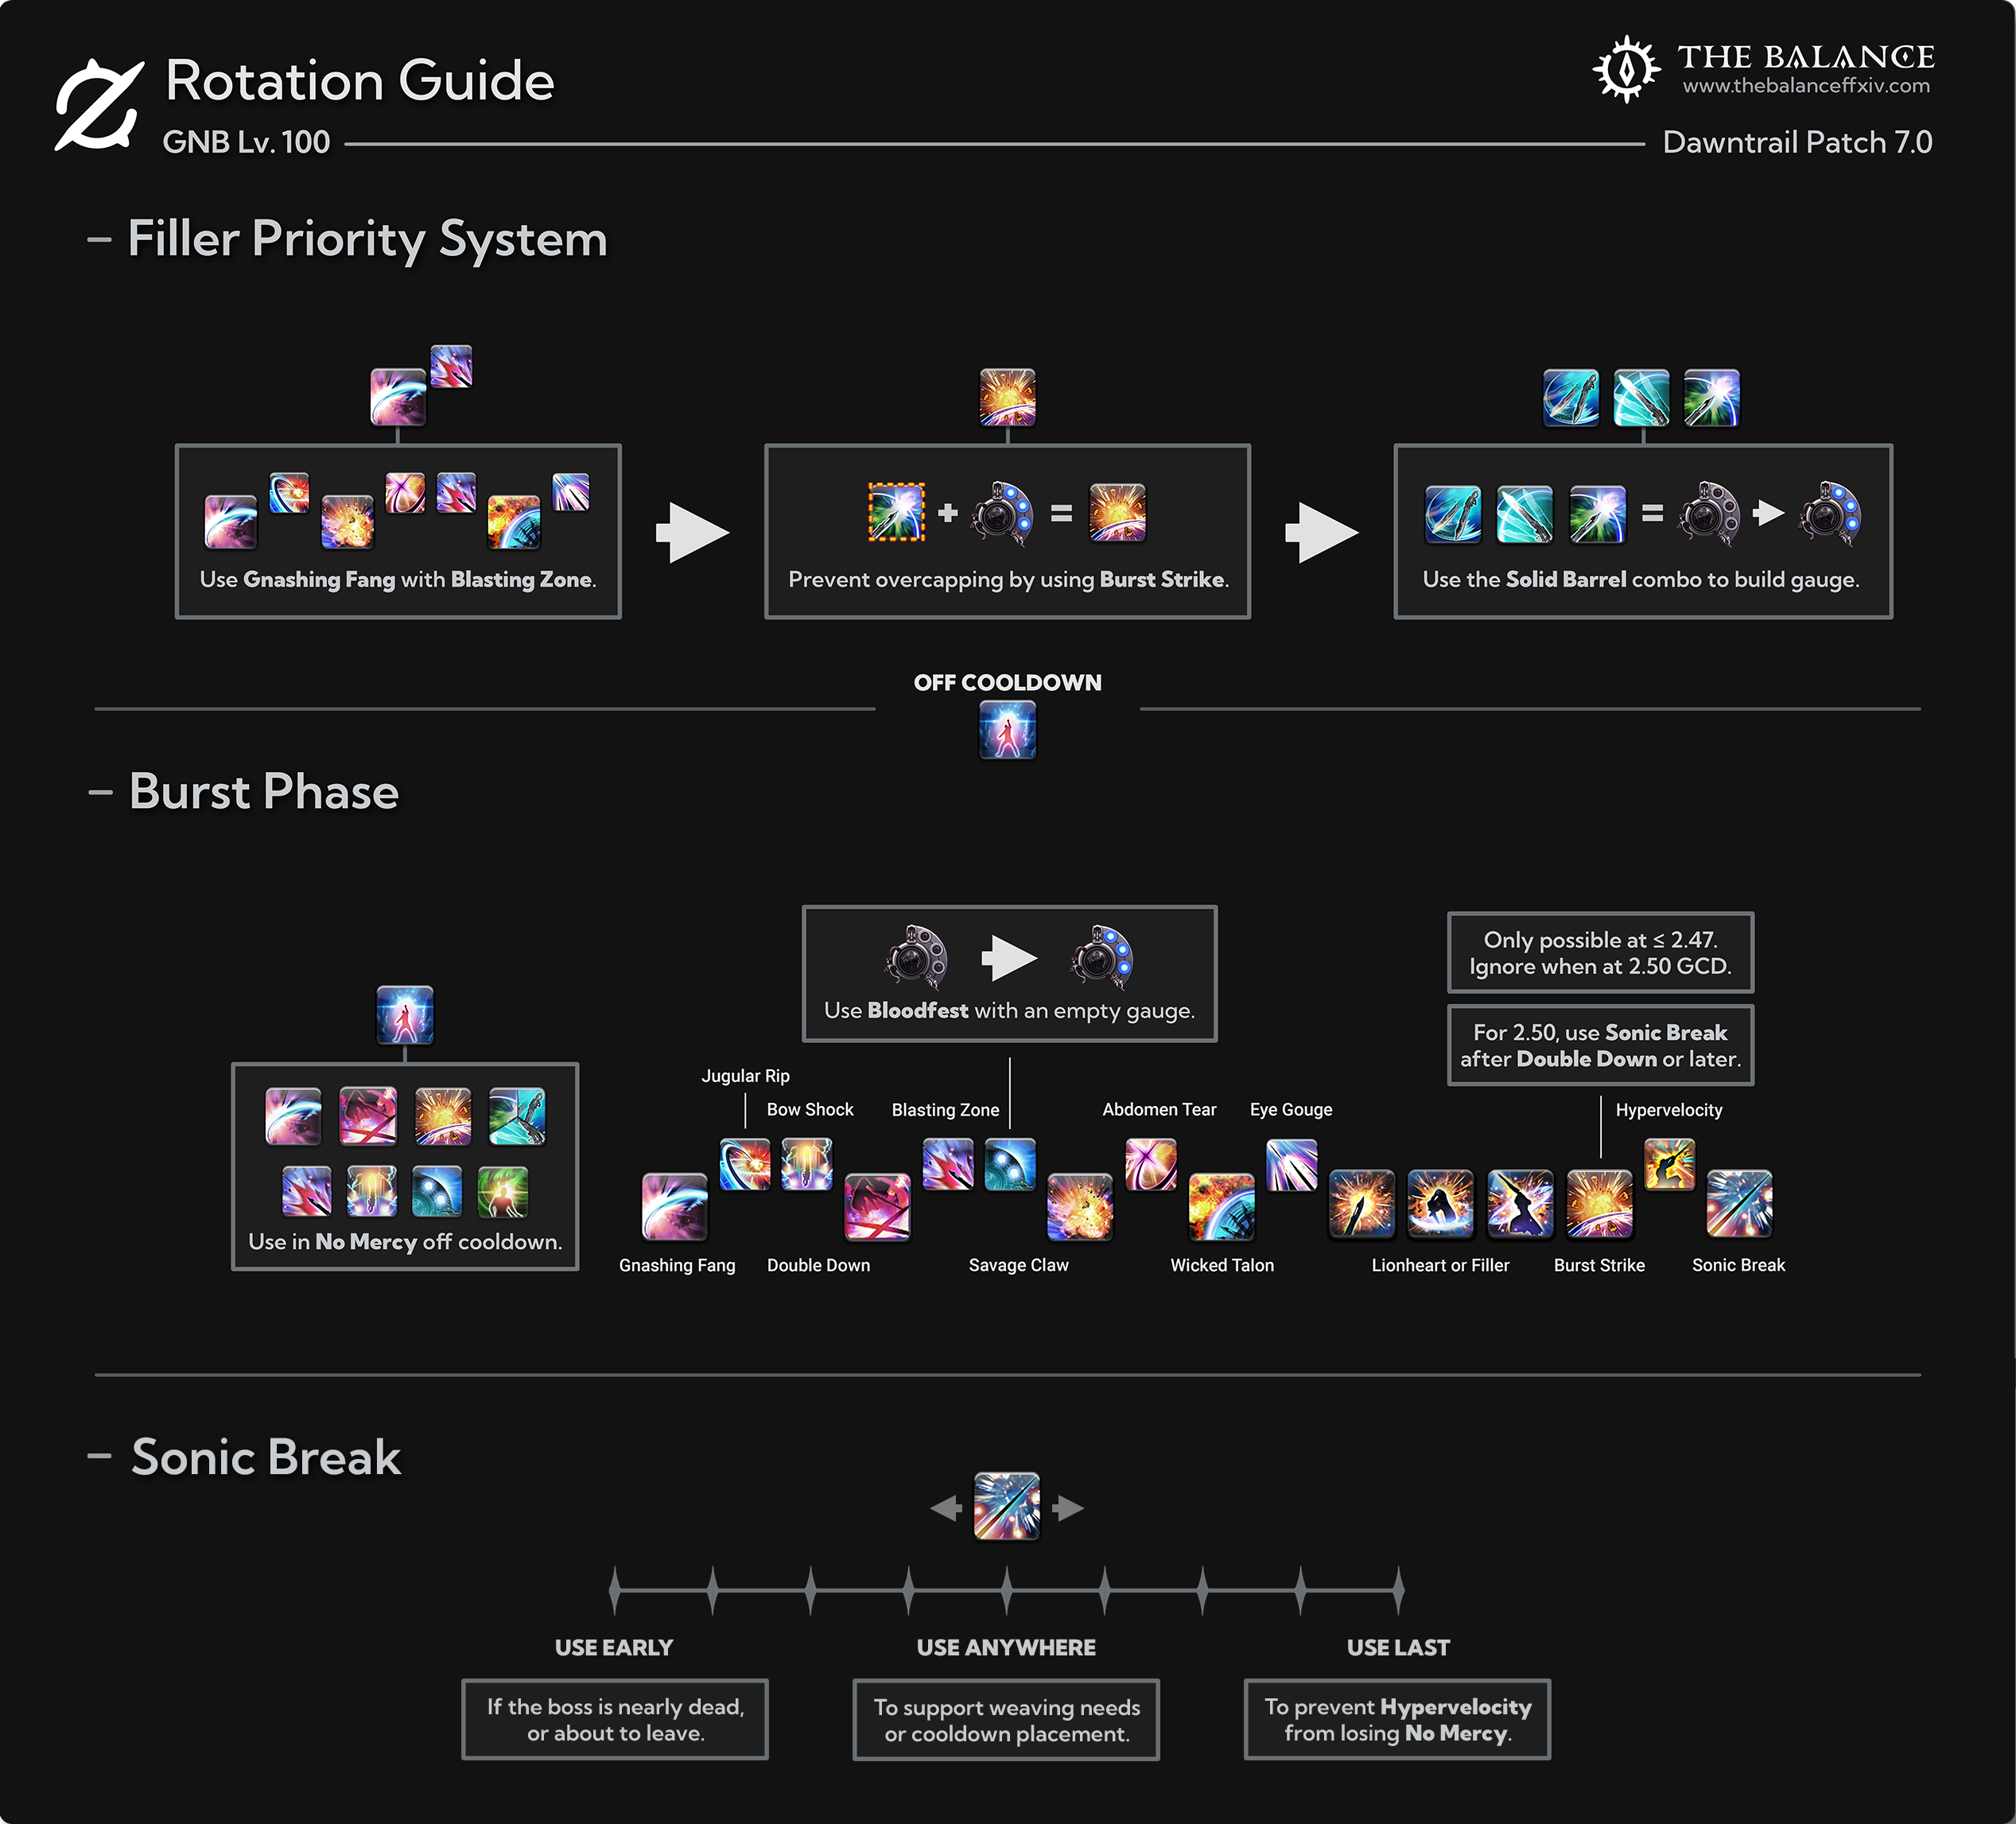 Rotation Guide
THE BALANCE
www.thebalanceffxiv.com
GNB Lv. 100
Dawntrail Patch 7.0
– Filler Priority System
Use Gnashing Fang with Blasting Zone.
Prevent overcapping by using Burst Strike.
Use the Solid Barrel combo to build gauge.
OFF COOLDOWN
– Burst Phase
Use in No Mercy off cooldown.
Use Bloodfest with an empty gauge.
Only possible at ≤ 2.47.
Ignore when at 2.50 GCD.
For 2.50, use Sonic Break
after Double Down or later.
Jugular Rip
Bow Shock
Blasting Zone
Abdomen Tear
Eye Gouge
Hypervelocity
Gnashing Fang
Double Down
Savage Claw
Wicked Talon
Lionheart or Filler
Burst Strike
Sonic Break
– Sonic Break
USE EARLY
If the boss is nearly dead,
or about to leave.
USE ANYWHERE
To support weaving needs
or cooldown placement.
USE LAST
To prevent Hypervelocity
from losing No Mercy.